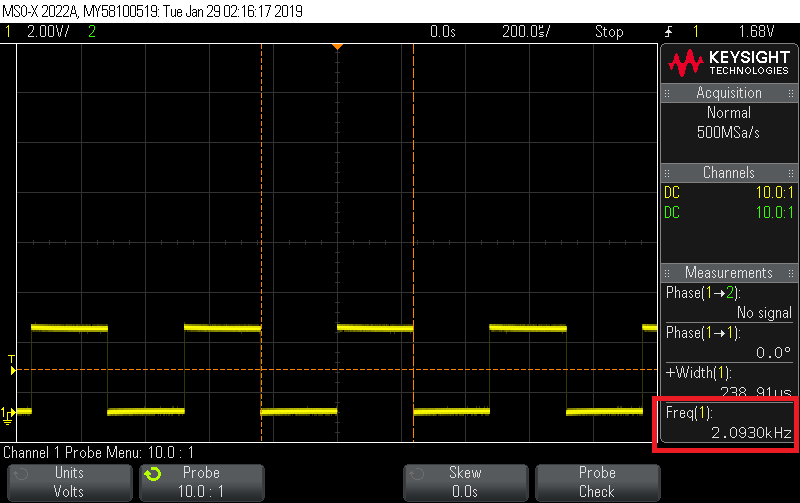 MSO-X 2022A, MY58100519: Tue Jan 29 02:16:17 2019
1 2.00V/ 2 0.0s 200.0us/ Stop 1 1.68V
KEYSIGHT
TECHNOLOGIES
Acquisition
Normal
500MSa/s
Channels
DC 10.0:1
DC 10.0:1
Measurements
Phase(1→2):
No signal
Phase(1→1):
0.0°
+Width(1):
238.91us
Freq(1):
2.0930kHz
T
1
Channel 1 Probe Menu: 10.0 : 1
Units
Volts
Probe
10.0 : 1
Skew
0.0s
Probe
Check